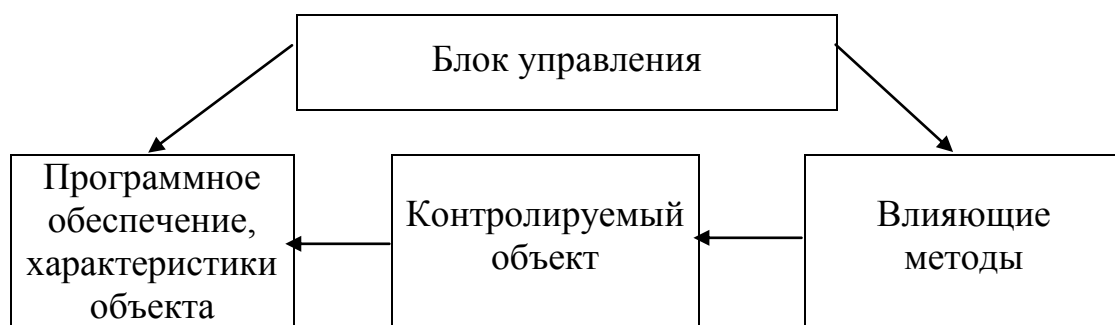 Блок управления
Программное
обеспечение,
характеристики
объекта
Контролируемый
объект
Влияющие
методы